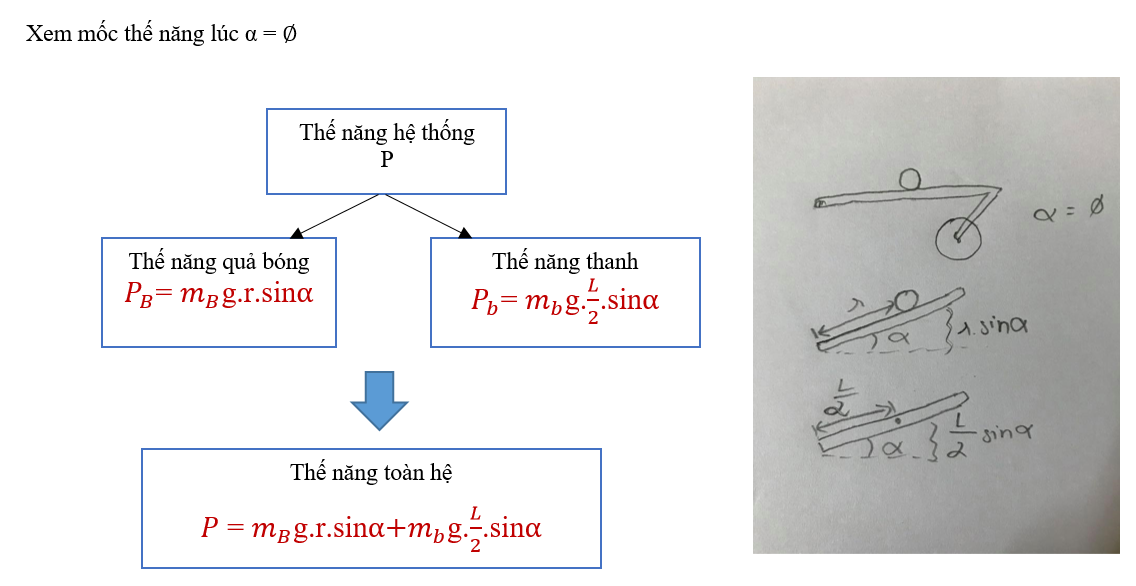 Xem mốc thế năng lúc α = ∅
Thế năng hệ thống
P
Thế năng quả bóng
P_B= m_B g.r.sinα
Thế năng thanh
P_b= m_b g.L/2.sinα
Thế năng toàn hệ
P = m_B g.r.sinα+m_b g.L/2.sinα
α = ∅
r
α
r.sinα
L/2
α
L/2 sinα